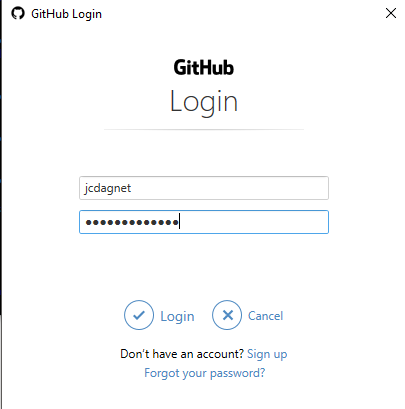 GitHub Login
GitHub
Login
jcdagnet
●●●●●●●●●●●●●
Login Cancel
Don't have an account? Sign up
Forgot your password?